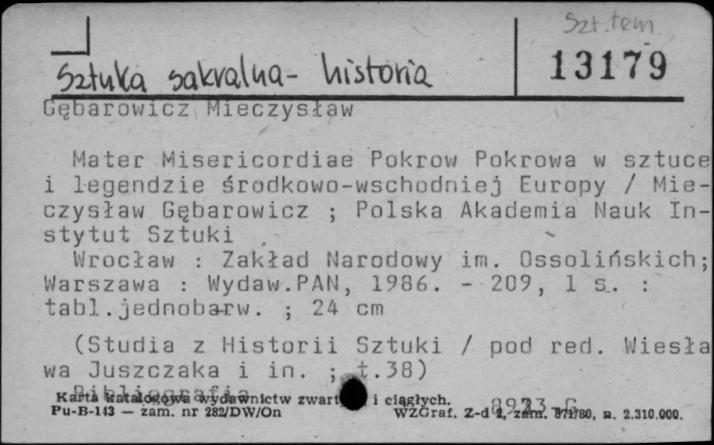 Szt. tem
13179
Sztuka sakralna - historia
Gębarowicz Mieczysław
Mater Misericordiae Pokrow Pokrowa w sztuce
i legendzie środkowo-wschodniej Europy / Mie-
czysław Gębarowicz ; Polska Akademia Nauk In-
stytut Sztuki
Wrocław : Zakład Narodowy im. Ossolińskich;
Warszawa : Wydaw.PAN, 1986. - 209, 1 s. :
tabl.jednobarw. ; 24 cm
(Studia z Historii Sztuki / pod red. Wiesła
wa Juszczaka i in. ; t.38)
Bibliografia
Karta katalogowa wydawnictw zwart i ciągłych.
Pu-B-143 — zam. nr 282/DW/On WZGraf. Z-d 2, zam. 871/80, n. 2.310.000.